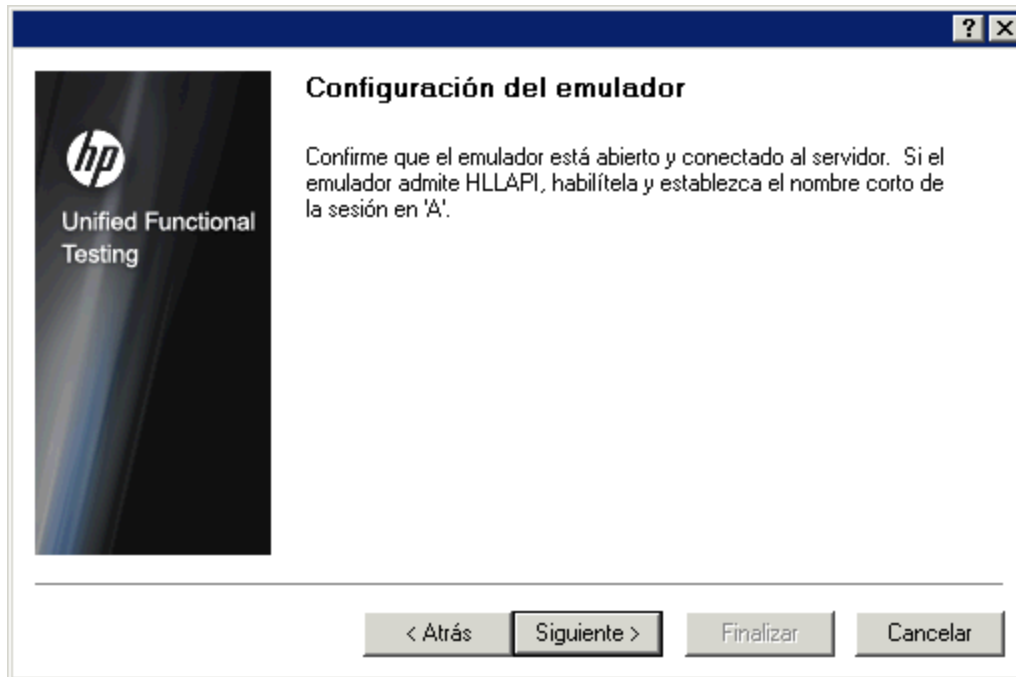 ?
hp
Unified Functional
Testing
Configuración del emulador
Confirme que el emulador está abierto y conectado al servidor.  Si el
emulador admite HLLAPI, habilítela y establezca el nombre corto de
la sesión en 'A'.
< Atrás
Siguiente >
Finalizar
Cancelar